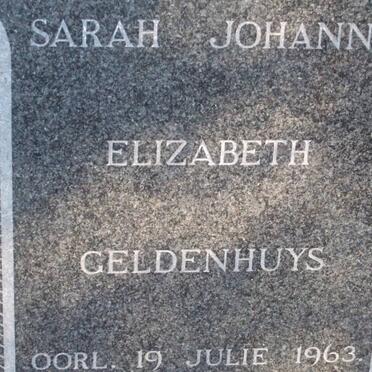 SARAH JOHANN
ELIZABETH
GELDENHUYS
OORL. 19 JULIE 1963.